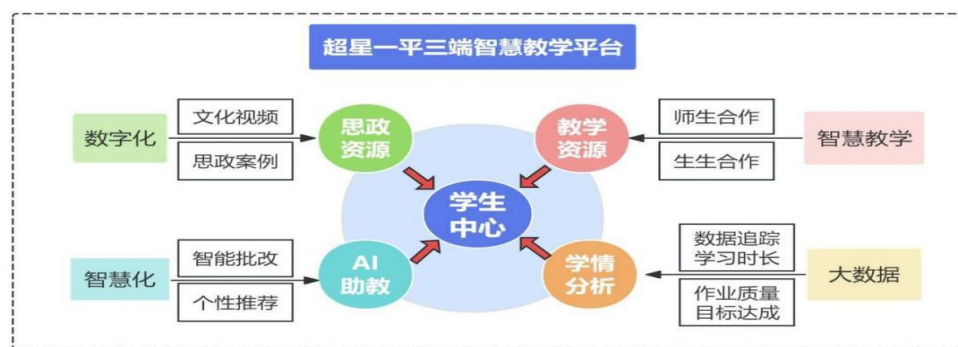 超星一平三端智慧教学平台
数字化
文化视频
思政案例
思政
资源
教学
资源
师生合作
生生合作
智慧教学
学生
中心
智慧化
智能批改
个性推荐
AI
助教
学情
分析
数据追踪
学习时长
作业质量
目标达成
大数据